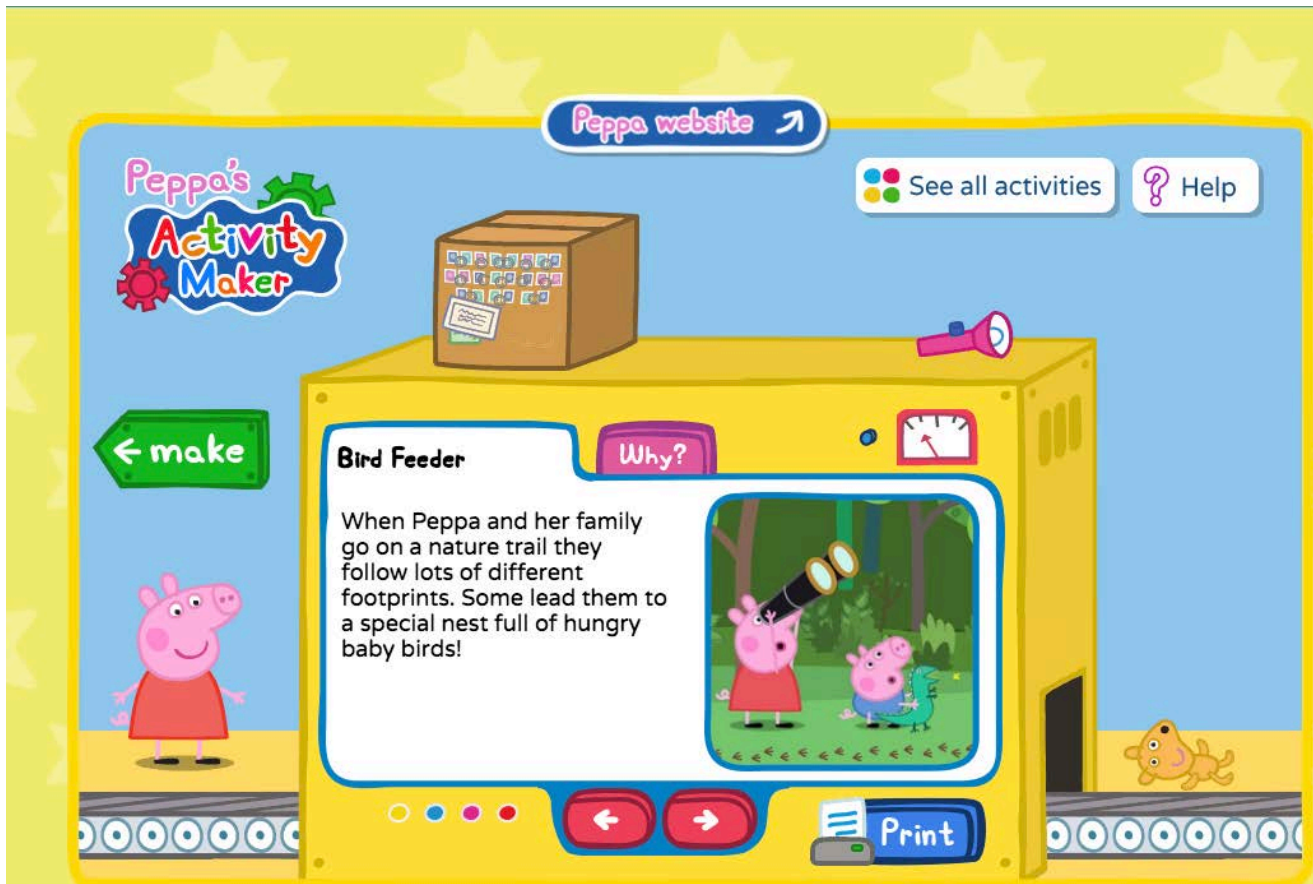 Peppa website
Peppa's
Activity
Maker
See all activities
Help
make
Bird Feeder
Why?
When Peppa and her family
go on a nature trail they
follow lots of different
footprints. Some lead them to
a special nest full of hungry
baby birds!
Print